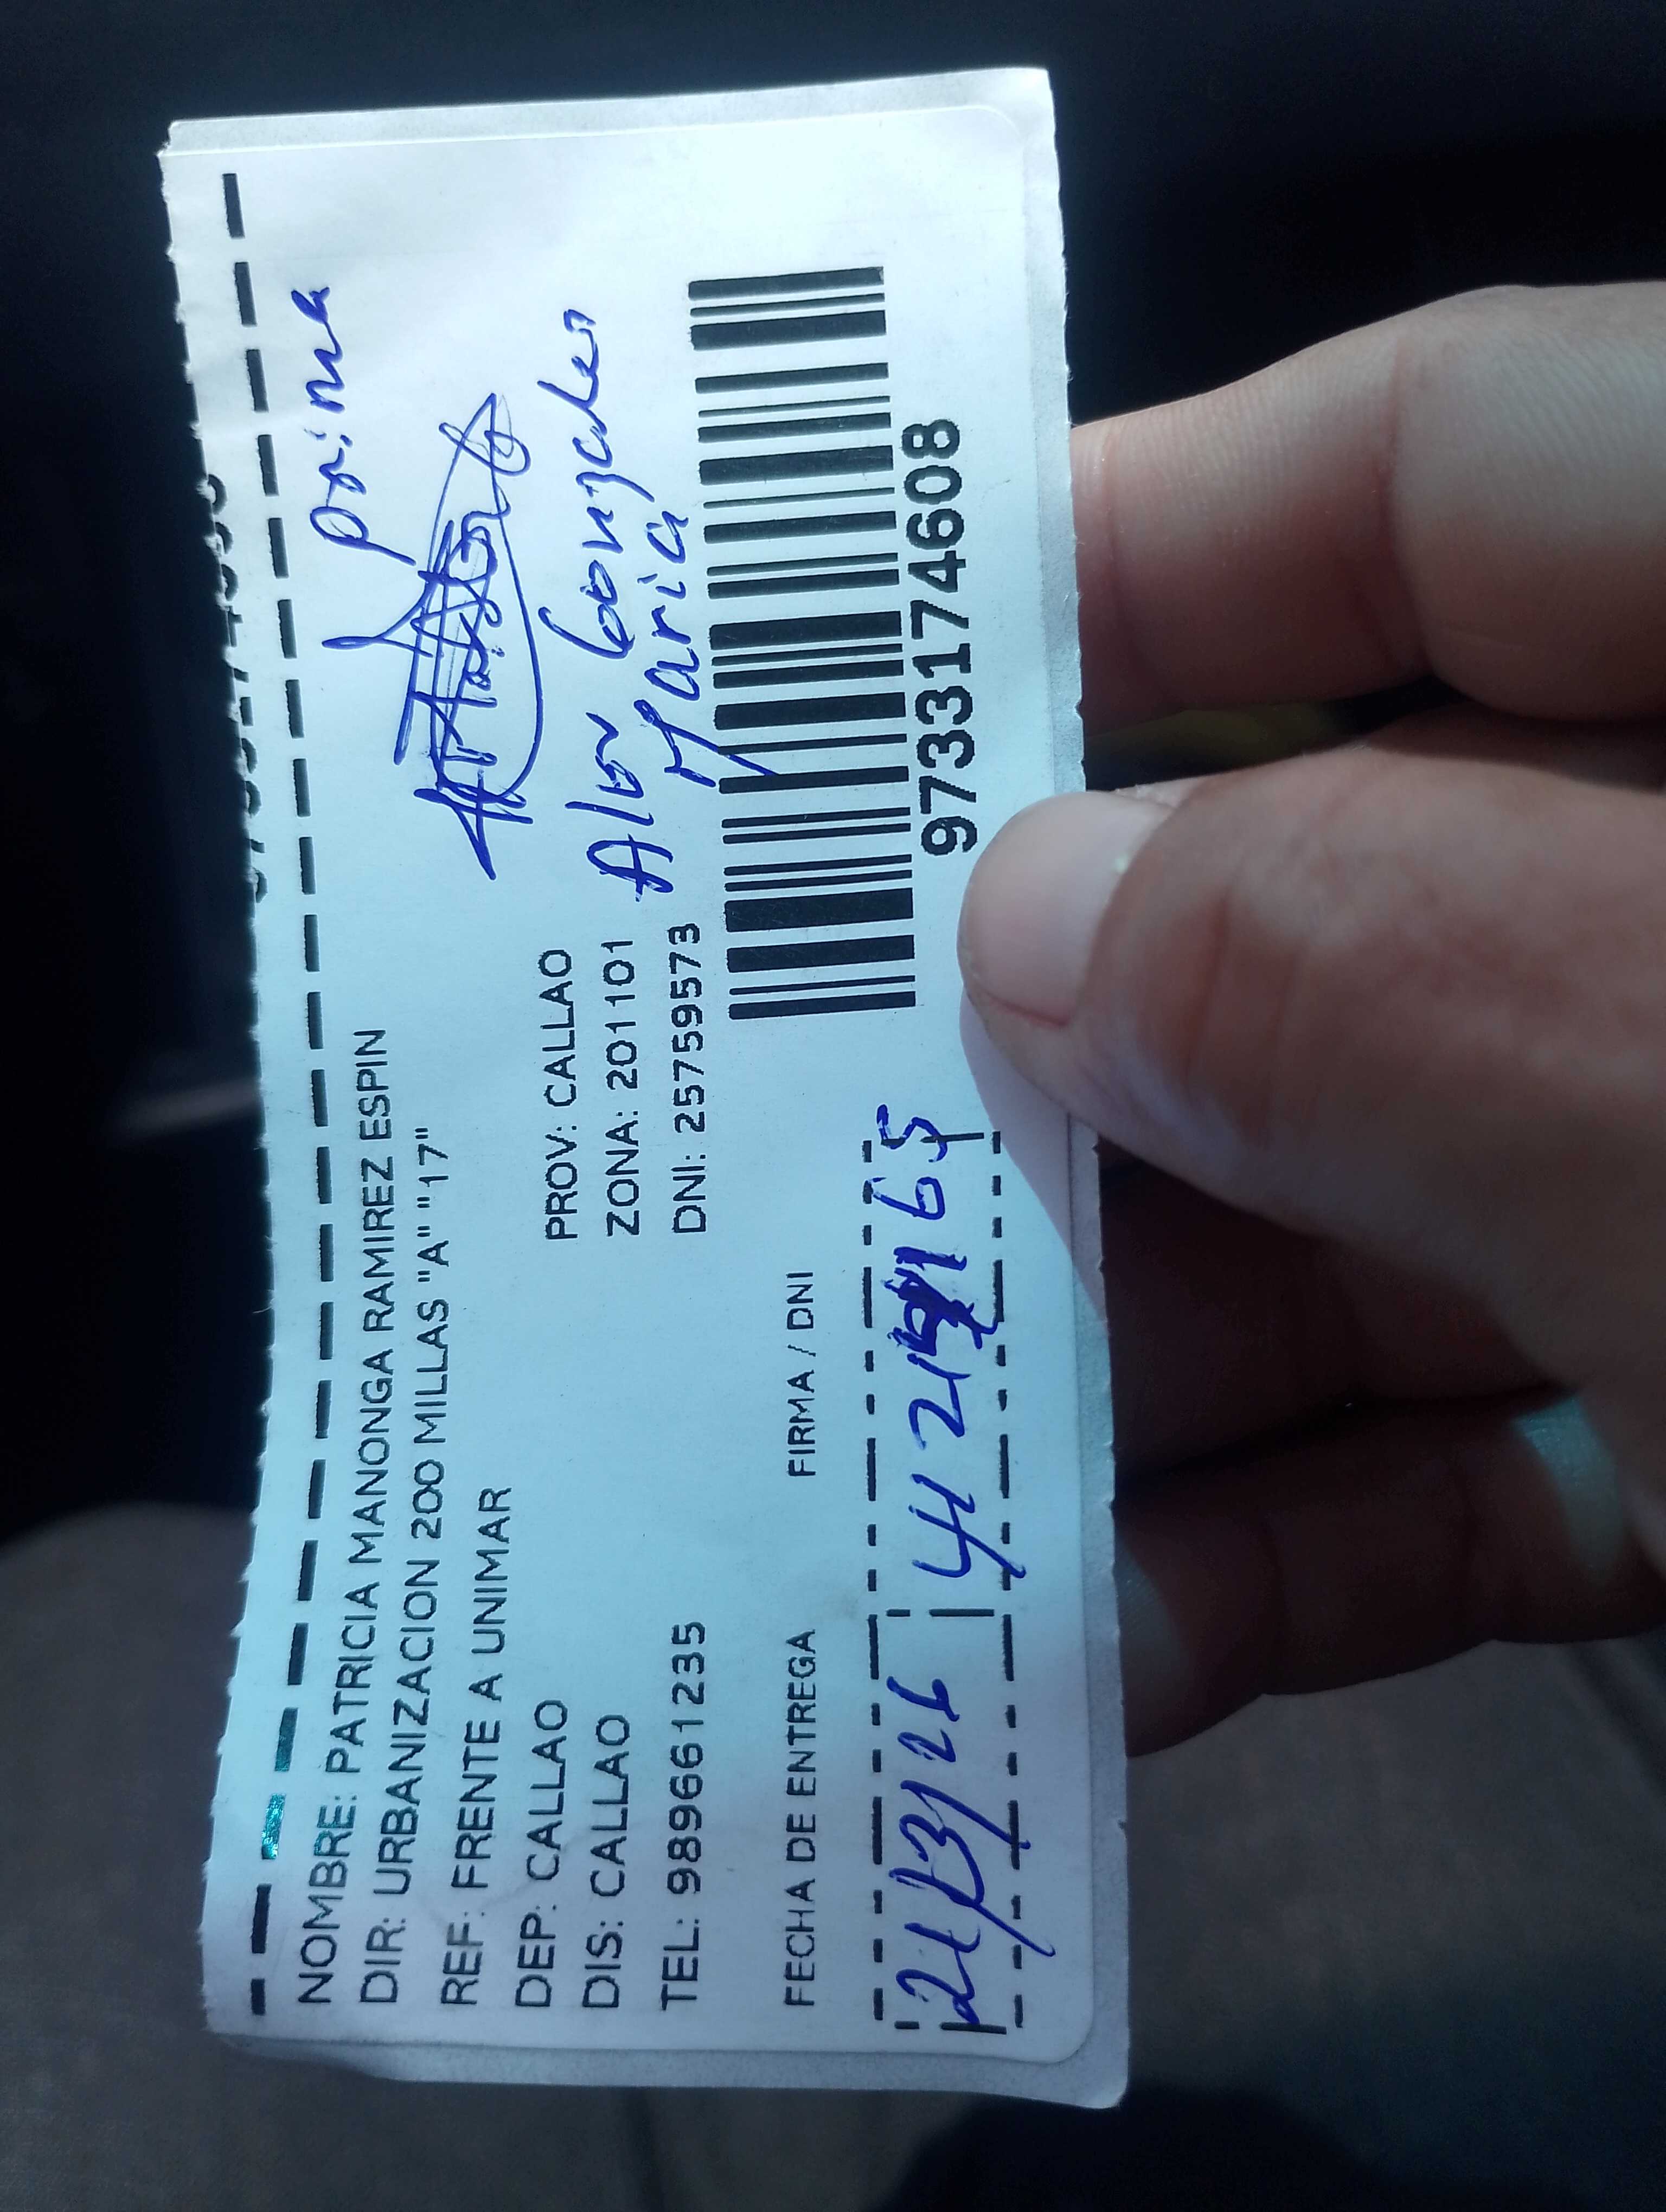 prima
NOMBRE: PATRICIA MANONGA RAMIREZ ESPIN
DIR: URBANIZACION 200 MILLAS "A" "17"
REF: FRENTE A UNIMAR
DEP: CALLAO PROV: CALLAO
DIS: CALLAO ZONA: 201101
TEL: 989661235 DNI: 25759573
Gonzales
Maria
FECHA DE ENTREGA FIRMA / DNI
9733174608